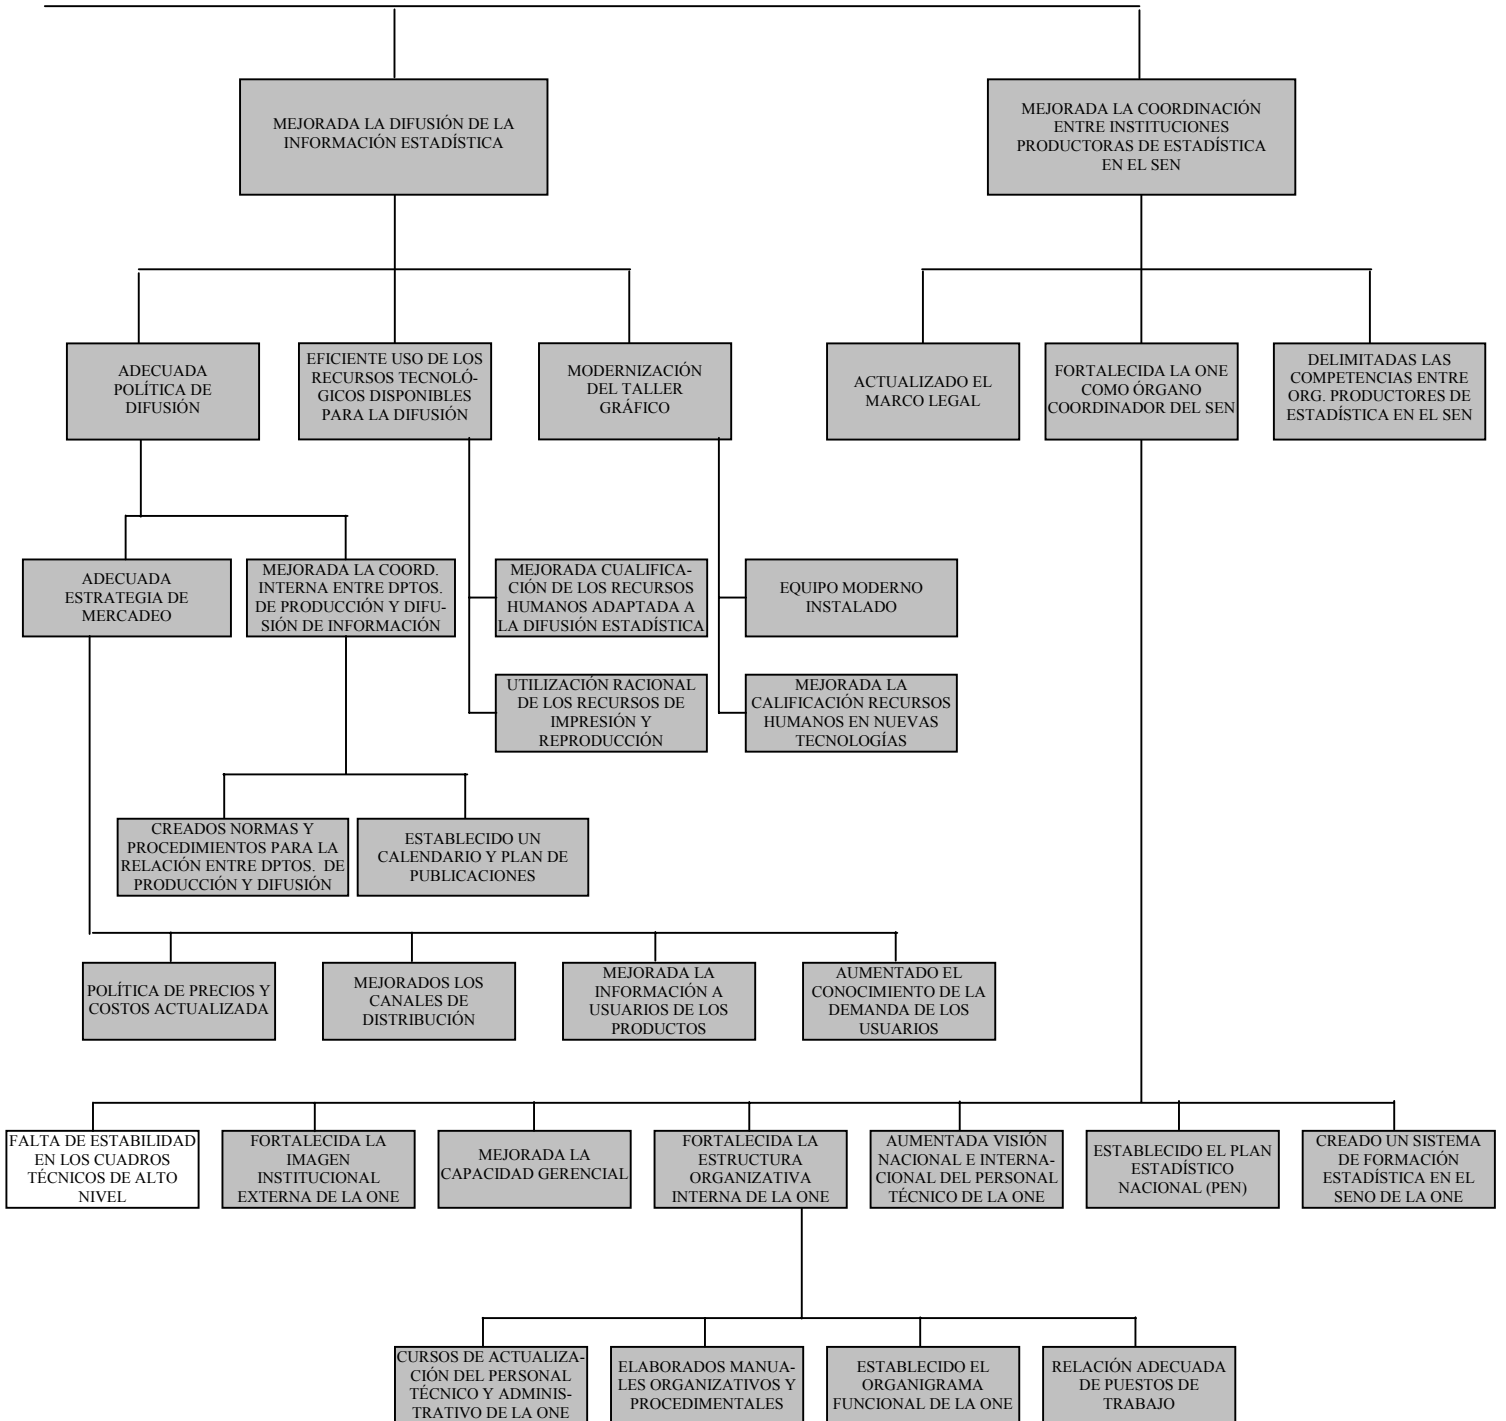 MEJORADA LA DIFUSIÓN DE LA
INFORMACIÓN ESTADÍSTICA
MEJORADA LA COORDINACIÓN
ENTRE INSTITUCIONES
PRODUCTORAS DE ESTADÍSTICA
EN EL SEN
ADECUADA
POLÍTICA DE
DIFUSIÓN
EFICIENTE USO DE LOS
RECURSOS TECNOLÓ-
GICOS DISPONIBLES
PARA LA DIFUSIÓN
MODERNIZACIÓN
DEL TALLER
GRÁFICO
ACTUALIZADO EL
MARCO LEGAL
FORTALECIDA LA ONE
COMO ÓRGANO
COORDINADOR DEL SEN
DELIMITADAS LAS
COMPETENCIAS ENTRE
ORG. PRODUCTORES DE
ESTADÍSTICA EN EL SEN
ADECUADA
ESTRATEGIA DE
MERCADEO
MEJORADA LA COORD.
INTERNA ENTRE DPTOS.
DE PRODUCCIÓN Y DIFU-
SIÓN DE INFORMACIÓN
MEJORADA CUALIFICA-
CIÓN DE LOS RECURSOS
HUMANOS ADAPTADA A
LA DIFUSIÓN ESTADÍSTICA
EQUIPO MODERNO
INSTALADO
UTILIZACIÓN RACIONAL
DE LOS RECURSOS DE
IMPRESIÓN Y
REPRODUCCIÓN
MEJORADA LA
CALIFICACIÓN RECURSOS
HUMANOS EN NUEVAS
TECNOLOGÍAS
CREADOS NORMAS Y
PROCEDIMIENTOS PARA LA
RELACIÓN ENTRE DPTOS. DE
PRODUCCIÓN Y DIFUSIÓN
ESTABLECIDO UN
CALENDARIO Y PLAN DE
PUBLICACIONES
POLÍTICA DE PRECIOS Y
COSTOS ACTUALIZADA
MEJORADOS LOS
CANALES DE
DISTRIBUCIÓN
MEJORADA LA
INFORMACIÓN A
USUARIOS DE LOS
PRODUCTOS
AUMENTADO EL
CONOCIMIENTO DE LA
DEMANDA DE LOS
USUARIOS
FALTA DE ESTABILIDAD
EN LOS CUADROS
TÉCNICOS DE ALTO
NIVEL
FORTALECIDA LA
IMAGEN
INSTITUCIONAL
EXTERNA DE LA ONE
MEJORADA LA
CAPACIDAD GERENCIAL
FORTALECIDA LA
ESTRUCTURA
ORGANIZATIVA
INTERNA DE LA ONE
AUMENTADA VISIÓN
NACIONAL E INTERNA-
CIONAL DEL PERSONAL
TÉCNICO DE LA ONE
ESTABLECIDO EL PLAN
ESTADÍSTICO
NACIONAL (PEN)
CREADO UN SISTEMA
DE FORMACIÓN
ESTADÍSTICA EN EL
SENO DE LA ONE
CURSOS DE ACTUALIZA-
CIÓN DEL PERSONAL
TÉCNICO Y ADMINIS-
TRATIVO DE LA ONE
ELABORADOS MANUA-
LES ORGANIZATIVOS Y
PROCEDIMENTALES
ESTABLECIDO EL
ORGANIGRAMA
FUNCIONAL DE LA ONE
RELACIÓN ADECUADA
DE PUESTOS DE
TRABAJO